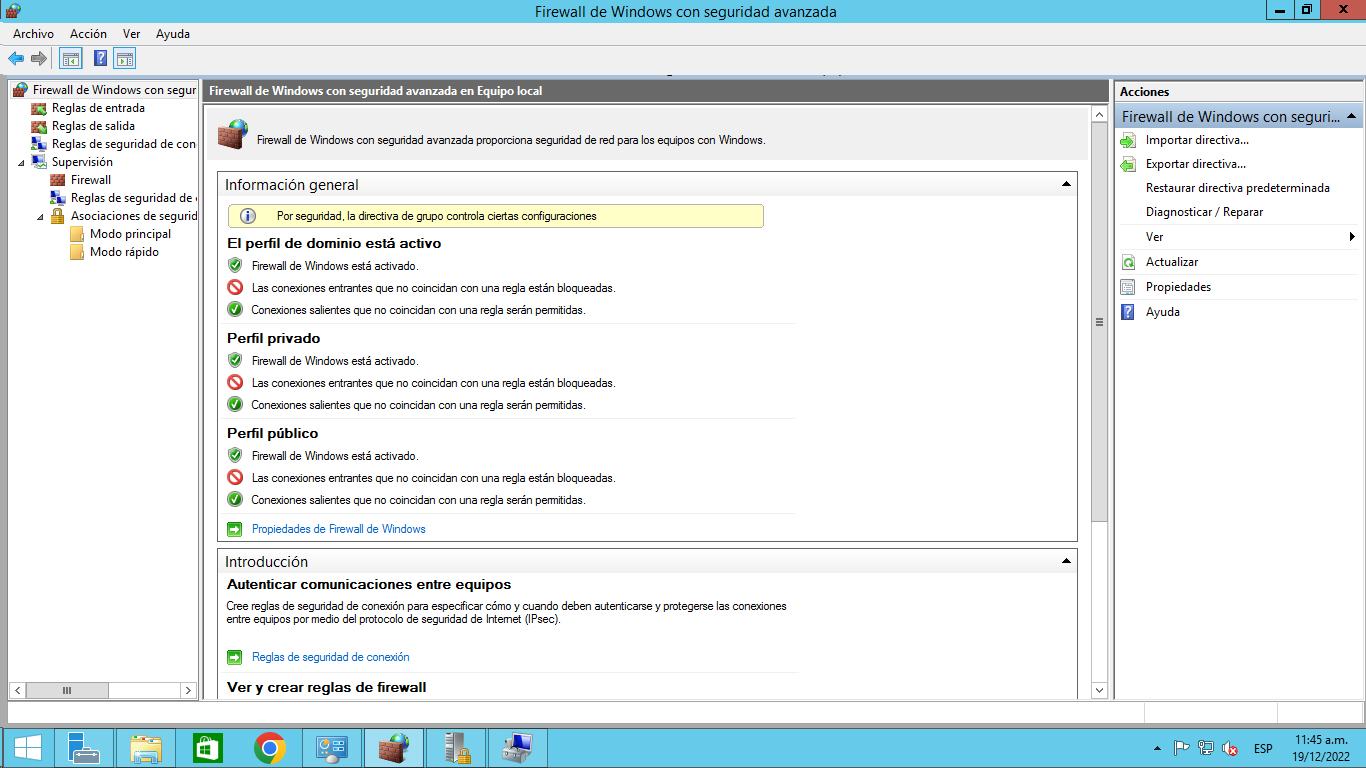 Firewall de Windows con seguridad avanzada
Archivo Acción Ver Ayuda
Firewall de Windows con segur
Reglas de entrada
Reglas de salida
Reglas de seguridad de con
Supervisión
Firewall
Reglas de seguridad de
Asociaciones de segurid
Modo principal
Modo rápido
Firewall de Windows con seguridad avanzada en Equipo local
Firewall de Windows con seguridad avanzada proporciona seguridad de red para los equipos con Windows.
Información general
Por seguridad, la directiva de grupo controla ciertas configuraciones
El perfil de dominio está activo
Firewall de Windows está activado.
Las conexiones entrantes que no coincidan con una regla están bloqueadas.
Conexiones salientes que no coincidan con una regla serán permitidas.
Perfil privado
Firewall de Windows está activado.
Las conexiones entrantes que no coincidan con una regla están bloqueadas.
Conexiones salientes que no coincidan con una regla serán permitidas.
Perfil público
Firewall de Windows está activado.
Las conexiones entrantes que no coincidan con una regla están bloqueadas.
Conexiones salientes que no coincidan con una regla serán permitidas.
Propiedades de Firewall de Windows
Introducción
Autenticar comunicaciones entre equipos
Cree reglas de seguridad de conexión para especificar cómo y cuando deben autenticarse y protegerse las conexiones
entre equipos por medio del protocolo de seguridad de Internet (IPsec).
Reglas de seguridad de conexión
Ver y crear reglas de firewall
Acciones
Firewall de Windows con seguri...
Importar directiva...
Exportar directiva...
Restaurar directiva predeterminada
Diagnosticar / Reparar
Ver
Actualizar
Propiedades
Ayuda
ESP
11:45 a.m.
19/12/2022